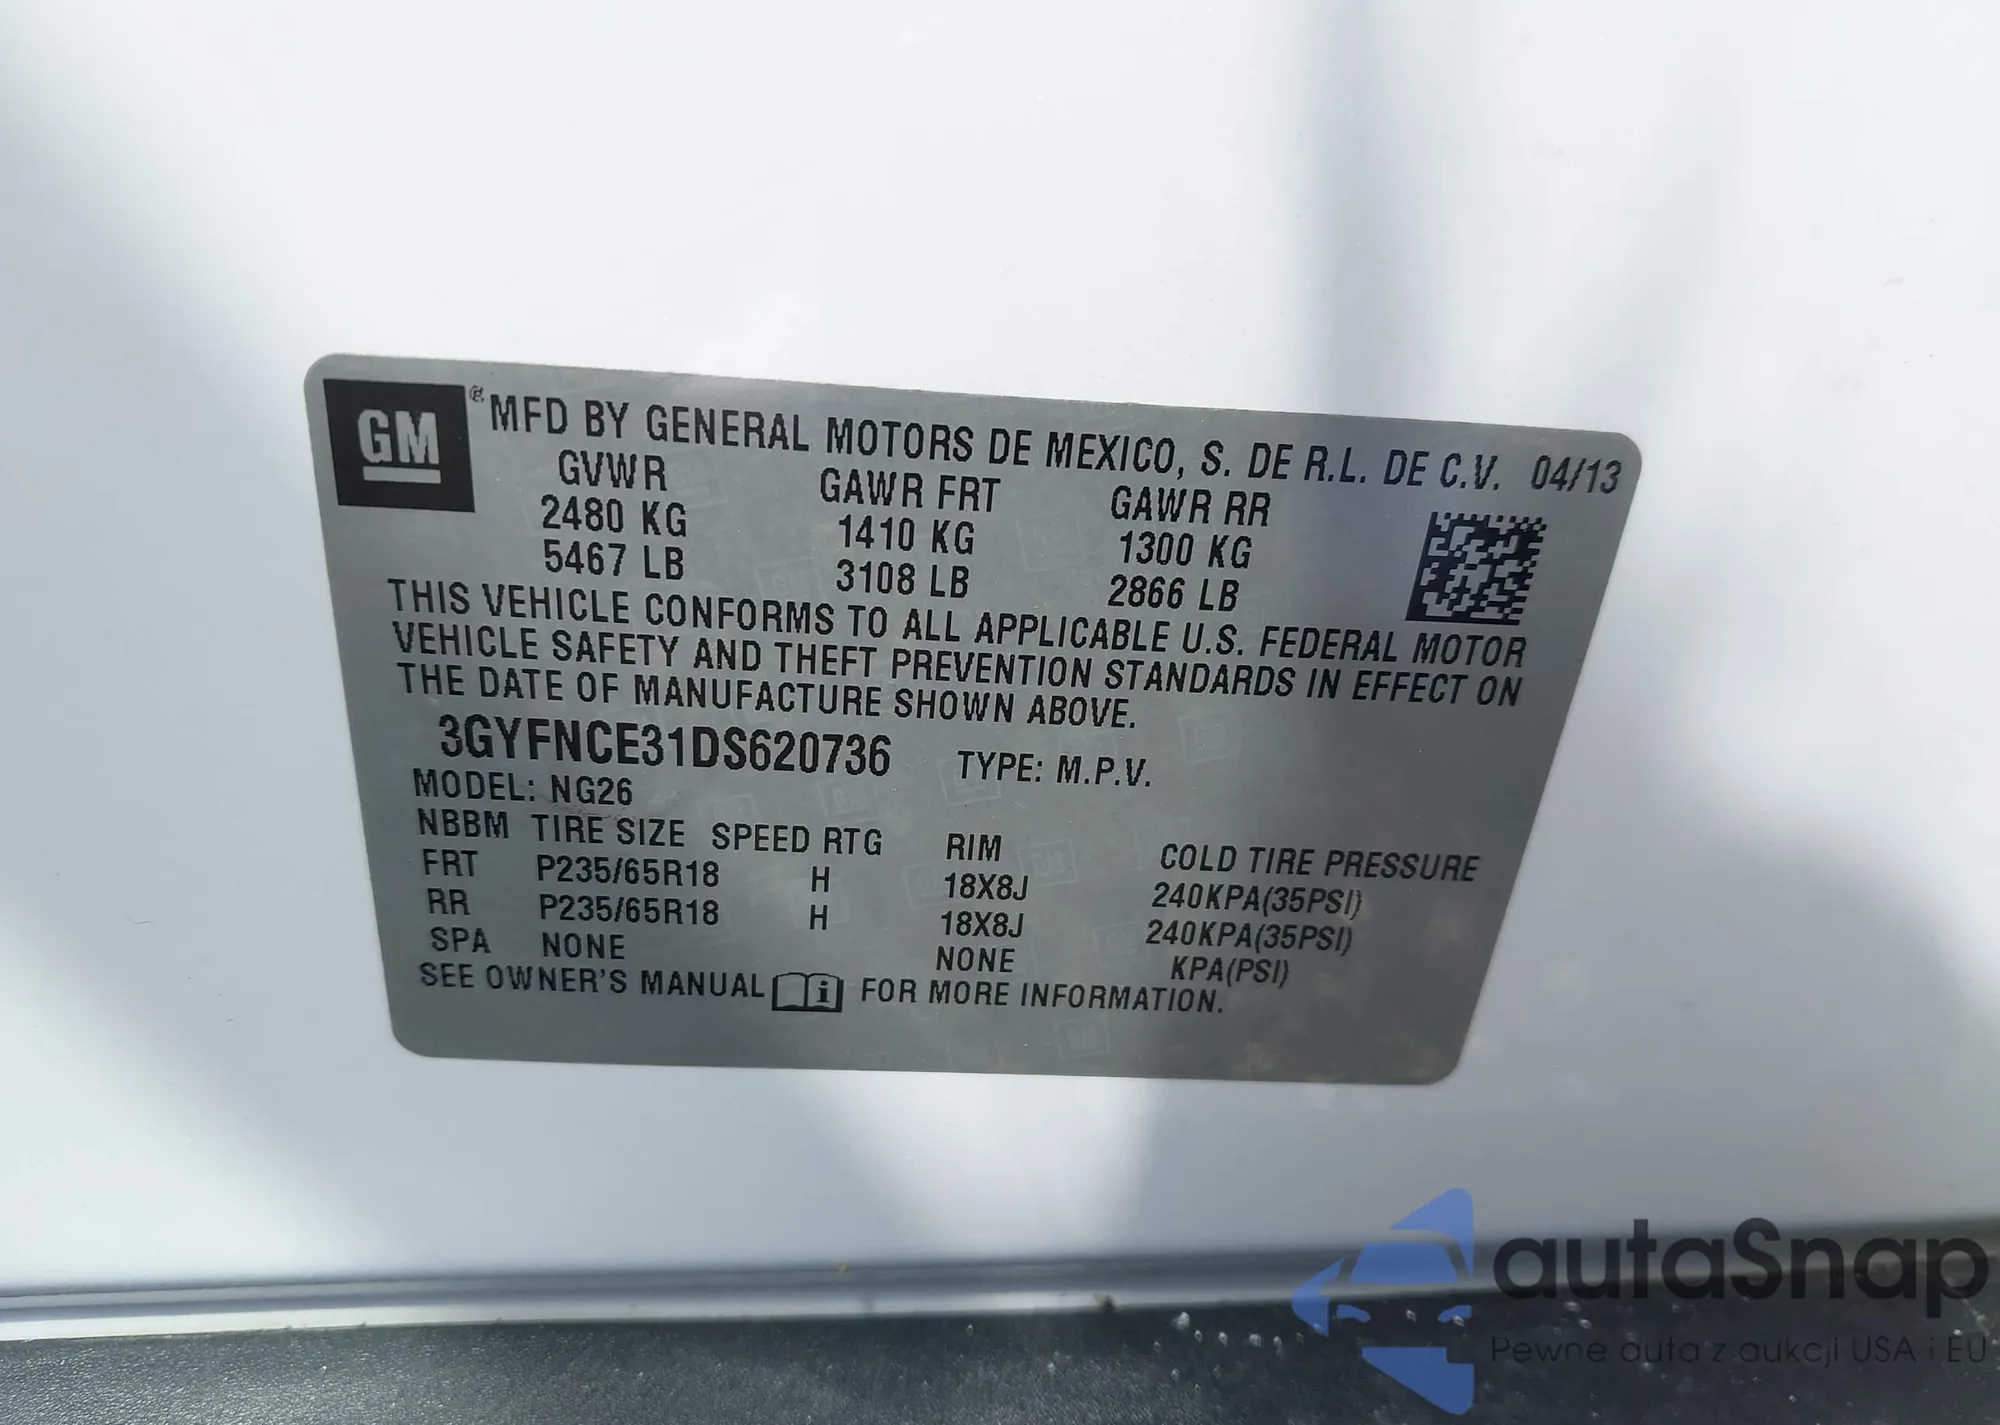 GM ® MFD BY GENERAL MOTORS DE MEXICO, S. DE R.L. DE C.V. 04/13
GVWR GAWR FRT GAWR RR
2480 KG 1410 KG 1300 KG
5467 LB 3108 LB 2866 LB
THIS VEHICLE CONFORMS TO ALL APPLICABLE U.S. FEDERAL MOTOR
VEHICLE SAFETY AND THEFT PREVENTION STANDARDS IN EFFECT ON
THE DATE OF MANUFACTURE SHOWN ABOVE.
3GYFNCE31DS620736 TYPE: M.P.V.
MODEL: NG26
NBBM TIRE SIZE SPEED RTG RIM COLD TIRE PRESSURE
FRT P235/65R18 H 18X8J 240KPA(35PSI)
RR P235/65R18 H 18X8J 240KPA(35PSI)
SPA NONE NONE KPA(PSI)
SEE OWNER'S MANUAL i FOR MORE INFORMATION.
autaSnap
Pewne auta z aukcji USA i EU